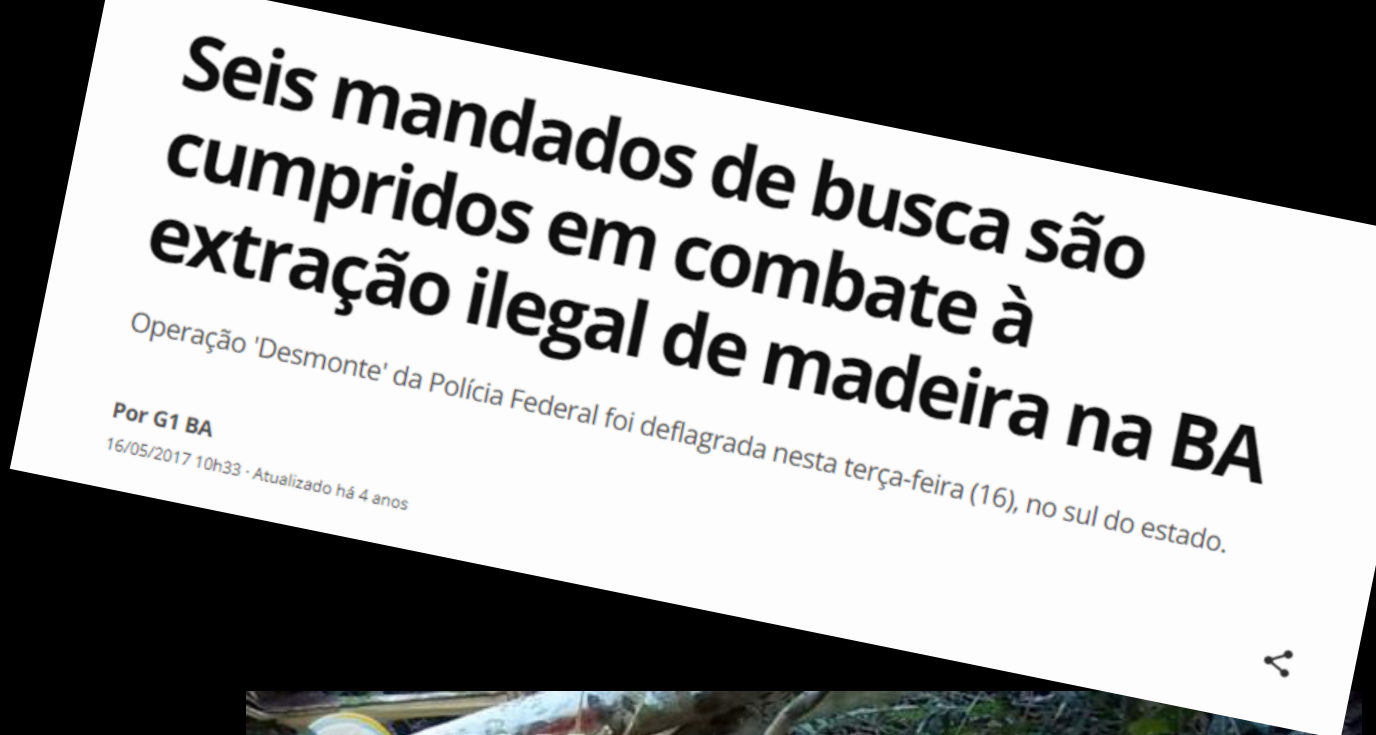 Seis mandados de busca são
cumpridos em combate à
extração ilegal de madeira na BA
Operação 'Desmonte' da Polícia Federal foi deflagrada nesta terça-feira (16), no sul do estado.
Por G1 BA
16/05/2017 10h33 · Atualizado há 4 anos